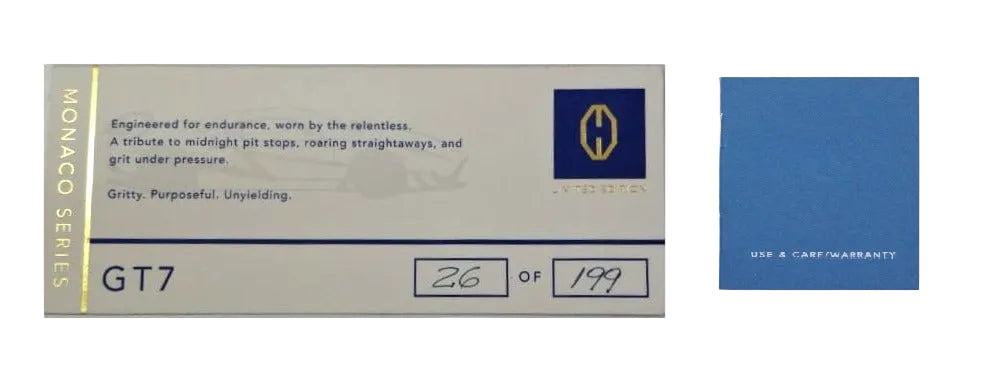 MONACO SERIES
Engineered for endurance, worn by the relentless.
A tribute to midnight pit stops, roaring straightaways, and
grit under pressure.
Gritty. Purposeful. Unyielding.
LIMITED EDITION
GT7
26 OF 199
USE & CARE/WARRANTY